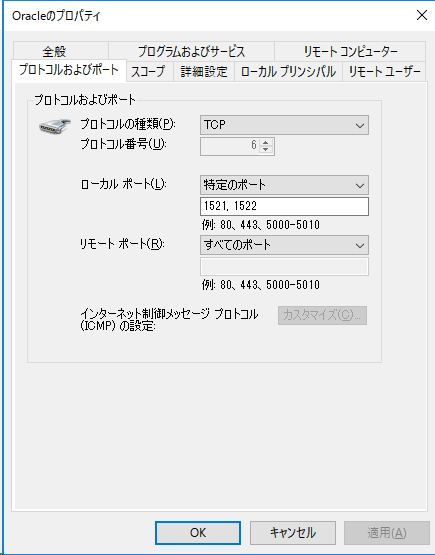 Oracleのプロパティ
全般 プログラムおよびサービス リモート コンピューター
プロトコルおよびポート スコープ 詳細設定 ローカル プリンシパル リモート ユーザー
プロトコルおよびポート
プロトコルの種類(P): TCP
プロトコル番号(U): 6
ローカル ポート(L): 特定のポート
1521, 1522
例: 80、443、5000-5010
リモート ポート(R): すべてのポート
例: 80、443、5000-5010
インターネット制御メッセージ プロトコル
(ICMP) の設定: カスタマイズ(C)...
OK キャンセル 適用(A)